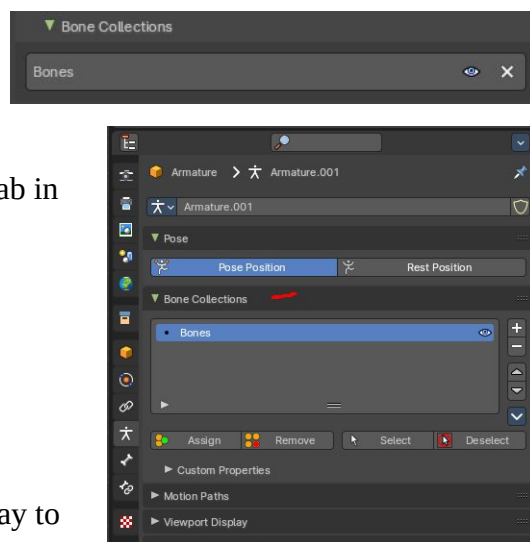 Bone Collections
Bones
ab in
Armature Armature.001
Armature.001
Pose
Pose Position Rest Position
Bone Collections
Bones
Assign Remove Select Deselect
Custom Properties
Motion Paths
ay to
Viewport Display